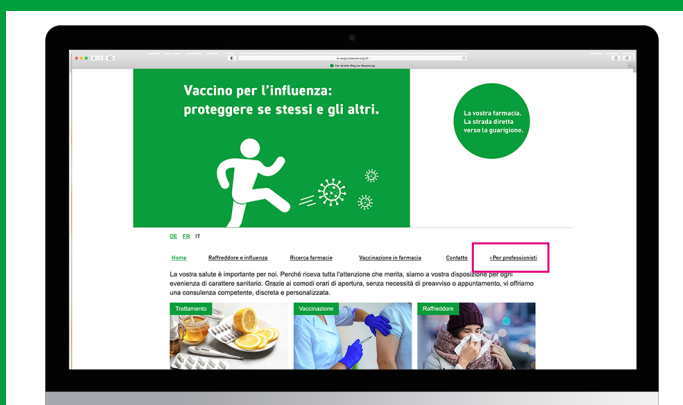 Vaccino per l’influenza:
proteggere se stessi e gli altri.
La vostra farmacia.
La strada diretta
verso la guarigione.
DE FR IT
Home Raffreddore e influenza Ricerca farmacie Vaccinazione in farmacia Contatto ›Per professionisti
La vostra salute è importante per noi. Perché riceva tutta l'attenzione che merita, siamo a vostra disposizione per ogni
evenienza di carattere sanitario. Grazie ai comodi orari di apertura, senza necessità di preavviso o appuntamento, vi offriamo
una consulenza competente, discreta e personalizzata.
Trattamento Vaccinazione Raffreddore